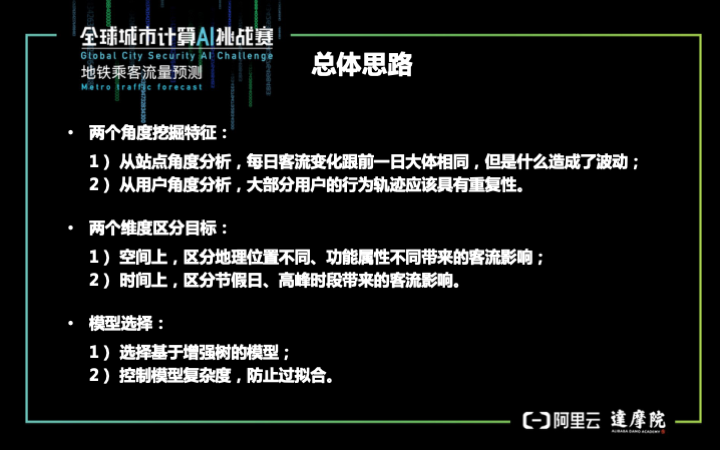 全球城市计算AI挑战赛
Global City Security AI Challenge
地铁乘客流量预测
Metro traffic forecast
总体思路
• 两个角度挖掘特征：
1） 从站点角度分析，每日客流变化跟前一日大体相同，但是什么造成了波动；
2） 从用户角度分析，大部分用户的行为轨迹应该具有重复性。
• 两个维度区分目标：
1） 空间上，区分地理位置不同、功能属性不同带来的客流影响；
2） 时间上，区分节假日、高峰时段带来的客流影响。
• 模型选择：
1） 选择基于增强树的模型；
2） 控制模型复杂度，防止过拟合。
阿里云 達摩院
ALIBABA DAMO ACADEMY